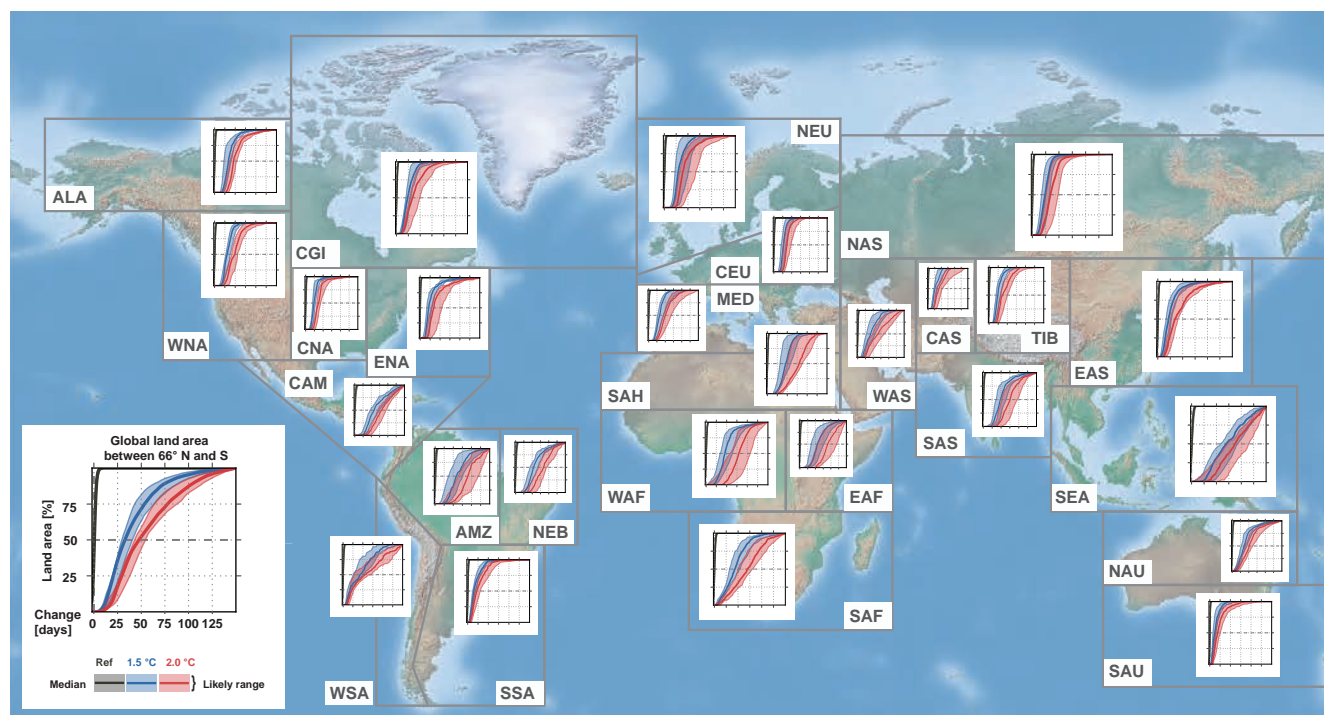 NEU
ALA
CGI
NAS
CEU
MED
WNA
CNA
ENA
CAS
TIB
CAM
EAS
SAH
WAS
SAS
WAF
EAF
SEA
AMZ
NEB
NAU
SAF
SAU
WSA
SSA
Global land area
between 66° N and S
Land area [%]
75
50
25
Change
[days]
0 25 50 75 100 125
Ref 1.5 °C 2.0 °C
Median } Likely range